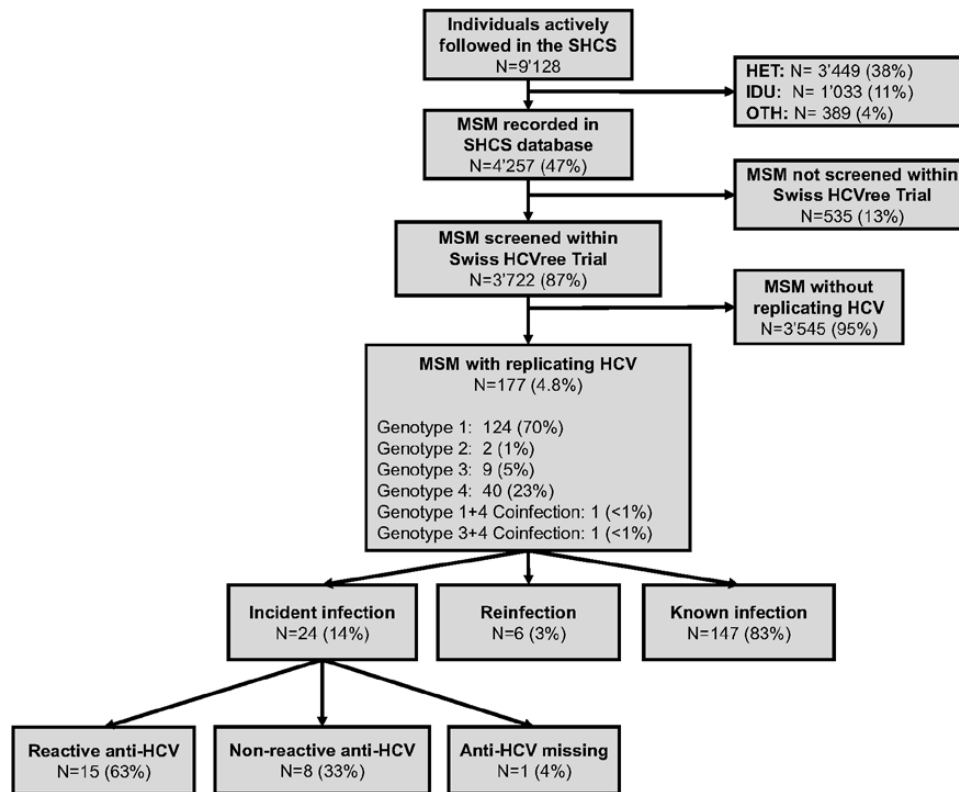 Individuals actively
followed in the SHCS
N=9'128
HET: N= 3'449 (38%)
IDU: N= 1'033 (11%)
OTH: N= 389 (4%)
MSM recorded in
SHCS database
N=4'257 (47%)
MSM not screened within
Swiss HCVree Trial
N=535 (13%)
MSM screened within
Swiss HCVree Trial
N=3'722 (87%)
MSM without
replicating HCV
N=3'545 (95%)
MSM with replicating HCV
N=177 (4.8%)
Genotype 1: 124 (70%)
Genotype 2: 2 (1%)
Genotype 3: 9 (5%)
Genotype 4: 40 (23%)
Genotype 1+4 Coinfection: 1 (<1%)
Genotype 3+4 Coinfection: 1 (<1%)
Incident infection
N=24 (14%)
Reinfection
N=6 (3%)
Known infection
N=147 (83%)
Reactive anti-HCV
N=15 (63%)
Non-reactive anti-HCV
N=8 (33%)
Anti-HCV missing
N=1 (4%)